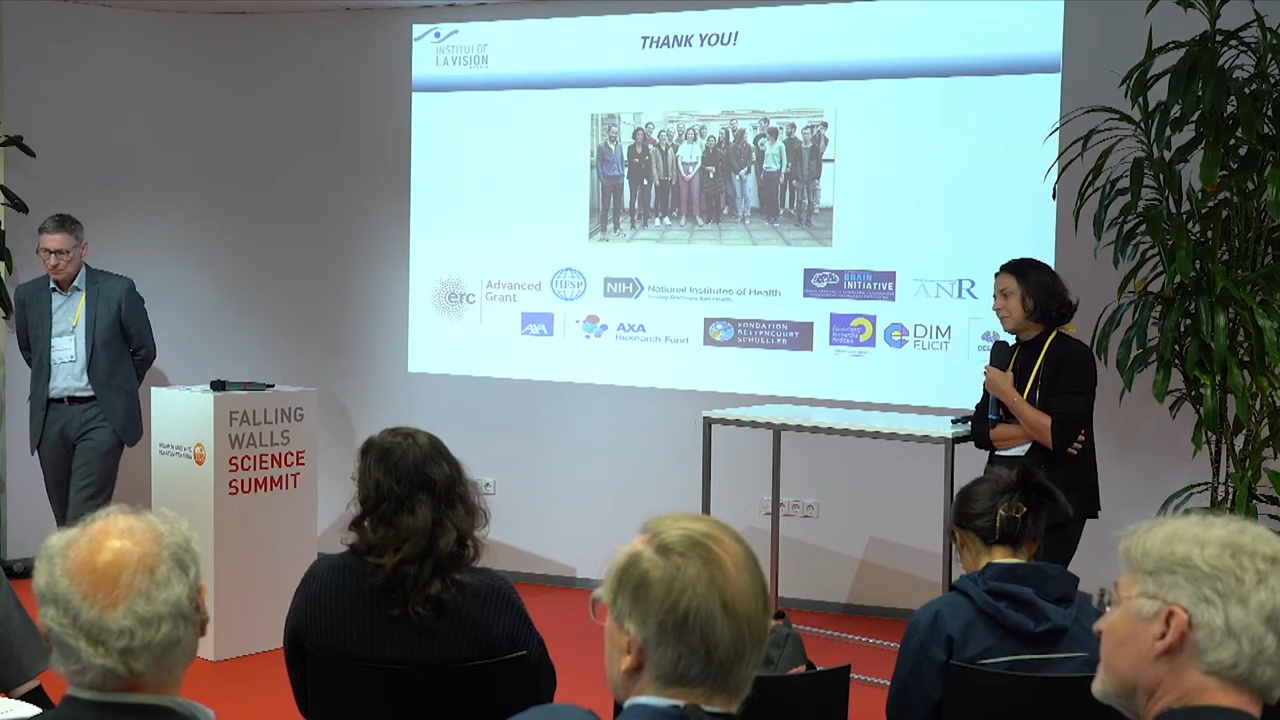 INSTITUT DE
LA VISION
THANK YOU!
erc
Advanced
Grant
HFSP
NIH
National Institutes of Health
BRAIN
INITIATIVE
ANR
AXA
AXA
Research Fund
FONDATION
BETTENCOURT
SCHUELLER
DIM
ELICIT
FALLING
WALLS
SCIENCE
SUMMIT